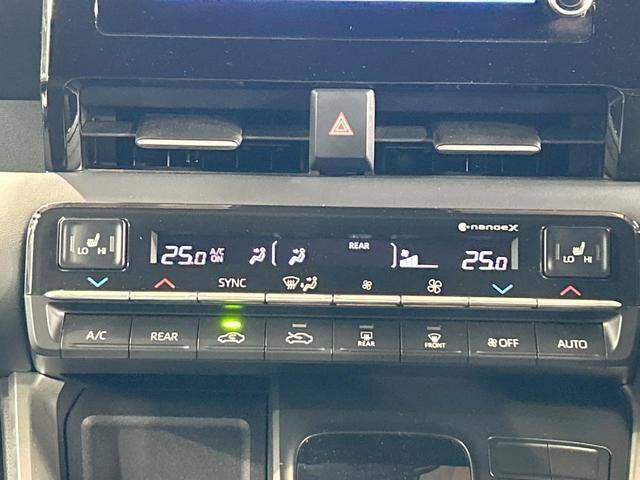 nanoeX
LO HI
25.0 A/C ON REAR 25.0
LO HI
SYNC
A/C REAR REAR FRONT OFF AUTO